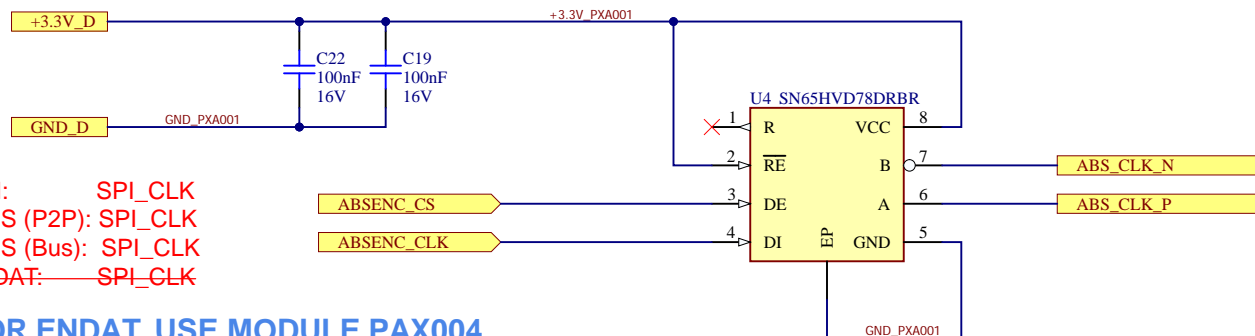 +3.3V_D
+3.3V_PXA001
C22
100nF
16V
C19
100nF
16V
GND_D
GND_PXA001
U4 SN65HVD78DRBR
1 R VCC 8
2 RE B 7
3 DE A 6
4 DI GND 5
EP
ABS_CLK_N
ABS_CLK_P
ABSENC_CS
ABSENC_CLK
: SPI_CLK
S (P2P): SPI_CLK
S (Bus): SPI_CLK
DAT: SPI_CLK
OR ENDAT, USE MODULE PAX004
GND_PXA001